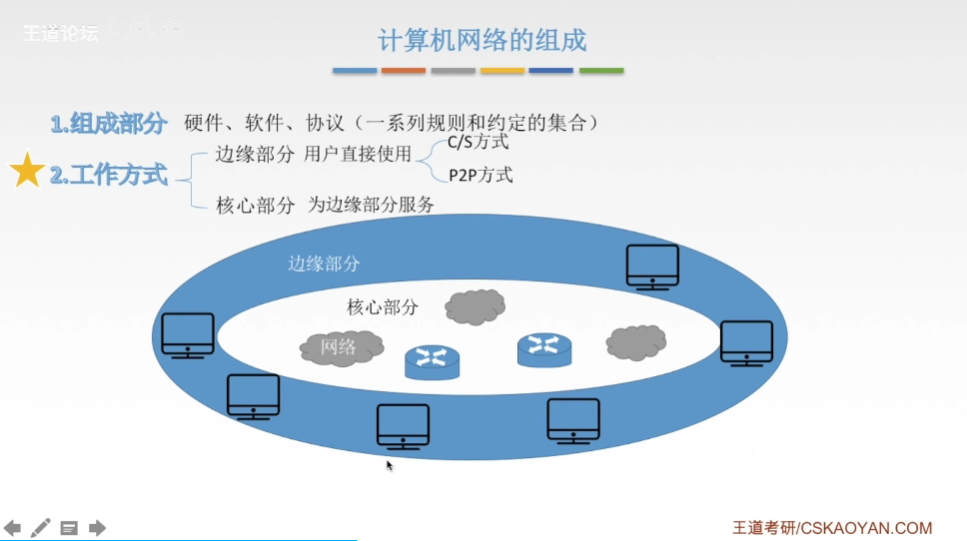 王道论坛
计算机网络的组成
1.组成部分 硬件、软件、协议（一系列规则和约定的集合）
2.工作方式
边缘部分 用户直接使用
C/S方式
P2P方式
核心部分 为边缘部分服务
边缘部分
核心部分
网络
王道考研/CSKAOYAN.COM